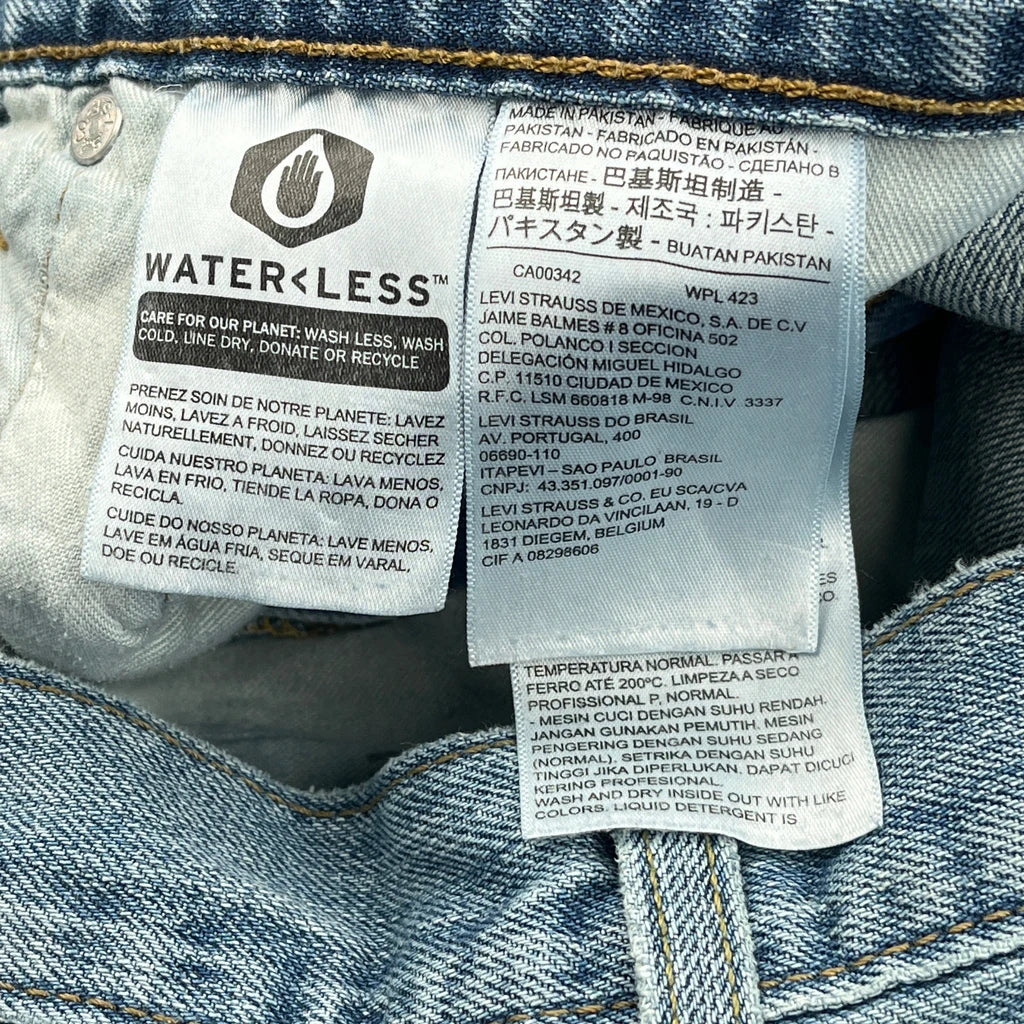 WATER<LESS™
CARE FOR OUR PLANET: WASH LESS, WASH
COLD, LINE DRY, DONATE OR RECYCLE
PRENEZ SOIN DE NOTRE PLANETE: LAVEZ
MOINS, LAVEZ A FROID, LAISSEZ SECHER
NATURELLEMENT, DONNEZ OU RECYCLEZ
CUIDA NUESTRO PLANETA: LAVA MENOS,
LAVA EN FRIO, TIENDE LA ROPA, DONA O
RECICLA.
CUIDE DO NOSSO PLANETA: LAVE MENOS,
LAVE EM ÁGUA FRIA, SEQUE EM VARAL,
DOE OU RECICLE.
MADE IN PAKISTAN - FABRIQUE AU
PAKISTAN - FABRICADO EN PAKISTÁN -
FABRICADO NO PAQUISTÃO - СДЕЛАНО В
ПАКИСТАНЕ - 巴基斯坦制造 -
巴基斯坦製 - 제조국 : 파키스탄 -
パキスタン製 - BUATAN PAKISTAN
CA00342 WPL 423
LEVI STRAUSS DE MEXICO, S.A. DE C.V
JAIME BALMES # 8 OFICINA 502
COL. POLANCO I SECCION
DELEGACIÓN MIGUEL HIDALGO
C.P. 11510 CIUDAD DE MEXICO
R.F.C. LSM 660818 M-98 C.N.I.V 3337
LEVI STRAUSS DO BRASIL
AV. PORTUGAL, 400
06690-110
ITAPEVI – SAO PAULO BRASIL
CNPJ: 43.351.097/0001-90
LEVI STRAUSS & CO. EU SCA/CVA
LEONARDO DA VINCILAAN, 19 - D
1831 DIEGEM, BELGIUM
CIF A 08298606
TEMPERATURA NORMAL. PASSAR A
FERRO ATÉ 200ºC. LIMPEZA A SECO
PROFISSIONAL P, NORMAL.
- MESIN CUCI DENGAN SUHU RENDAH.
JANGAN GUNAKAN PEMUTIH. MESIN
PENGERING DENGAN SUHU SEDANG
(NORMAL). SETRIKA DENGAN SUHU
TINGGI JIKA DIPERLUKAN. DAPAT DICUCI
KERING PROFESIONAL.
WASH AND DRY INSIDE OUT WITH LIKE
COLORS. LIQUID DETERGENT IS